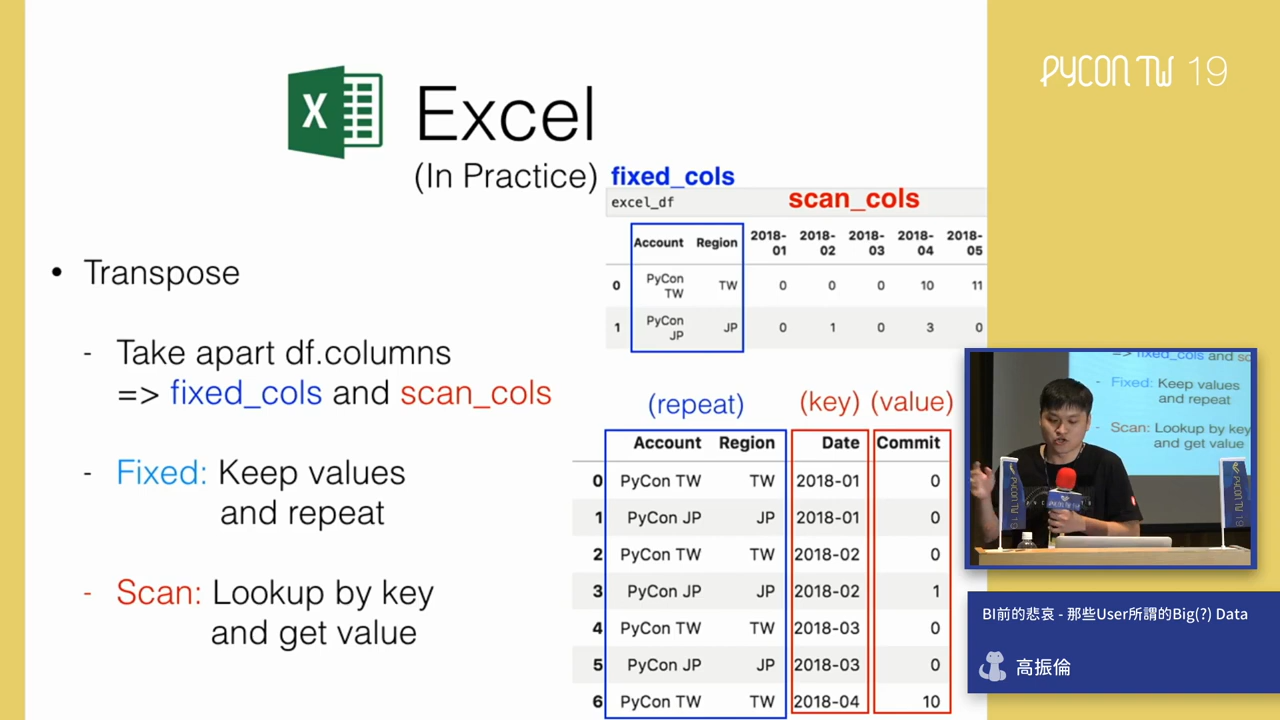 PYCON TW 19
X
Excel
(In Practice)
fixed_cols
scan_cols
excel_df
Account Region 2018-01 2018-02 2018-03 2018-04 2018-05
0 PyCon TW TW 0 0 0 10 11
1 PyCon JP JP 0 1 0 3 0
• Transpose
- Take apart df.columns
=> fixed_cols and scan_cols
- Fixed: Keep values
and repeat
- Scan: Lookup by key
and get value
(repeat) (key) (value)
Account Region Date Commit
0 PyCon TW TW 2018-01 0
1 PyCon JP JP 2018-01 0
2 PyCon TW TW 2018-02 0
3 PyCon JP JP 2018-02 1
4 PyCon TW TW 2018-03 0
5 PyCon JP JP 2018-03 0
6 PyCon TW TW 2018-04 10
=> fixed_cols and sc
- Fixed: Keep values
and repeat
- Scan: Lookup by key
and get value
PYCON TW 19
PYCON TW 19
BI前的悲哀 - 那些User所謂的Big(?) Data
高振倫